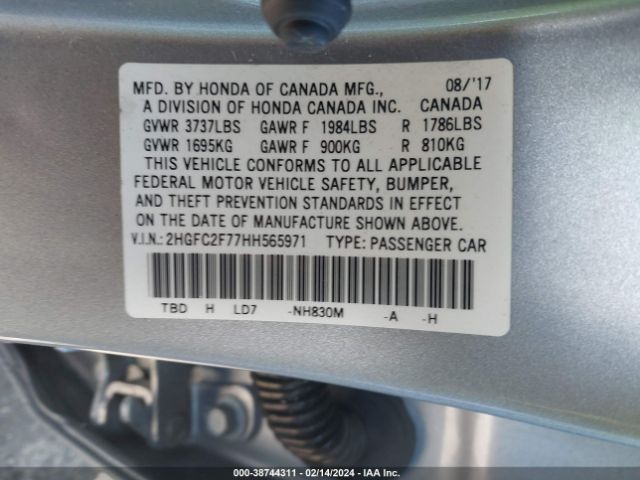 MFD. BY HONDA OF CANADA MFG., 08/'17
A DIVISION OF HONDA CANADA INC. CANADA
GVWR 3737LBS GAWR F 1984LBS R 1786LBS
GVWR 1695KG GAWR F 900KG R 810KG
THIS VEHICLE CONFORMS TO ALL APPLICABLE
FEDERAL MOTOR VEHICLE SAFETY, BUMPER,
AND THEFT PREVENTION STANDARDS IN EFFECT
ON THE DATE OF MANUFACTURE SHOWN ABOVE.
V.I.N.: 2HGFC2F77HH565971 TYPE: PASSENGER CAR
TBD H LD7 -NH830M -A -H
000-38744311 - 02/14/2024 - IAA Inc.